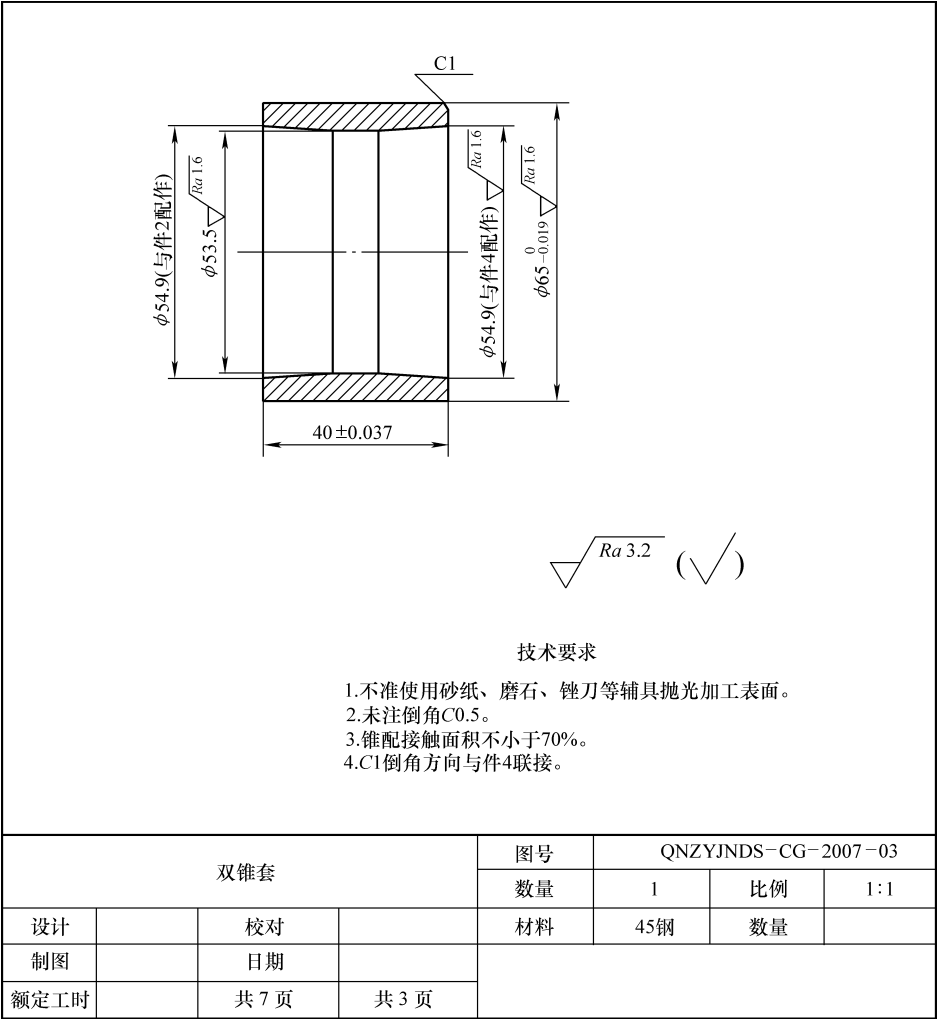 C1
Ra 1.6
Ra 1.6
Ra 1.6
ϕ54.9(与件2配作)
ϕ53.5
ϕ54.9(与件4配作)
ϕ65 0 −0.019
40±0.037
Ra 3.2
( )
技术要求
1.不准使用砂纸、磨石、锉刀等辅具抛光加工表面。
2.未注倒角C0.5。
3.锥配接触面积不小于70%。
4.C1倒角方向与件4联接。
双锥套
图号 QNZYJNDS-CG-2007-03
数量 1 比例 1:1
设计 校对 材料 45钢 数量
制图 日期
额定工时 共 7 页 共 3 页